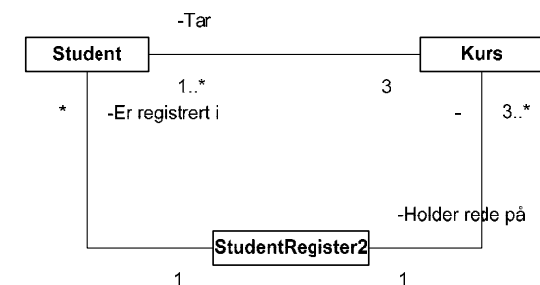 -Tar
Student
Kurs
1..*
3
*
-Er registrert i
-
3..*
-Holder rede på
StudentRegister2
1
1